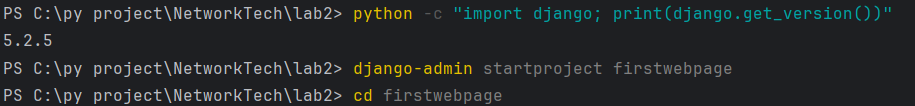 PS C:\py project\NetworkTech\lab2> python -c "import django; print(django.get_version())"
5.2.5
PS C:\py project\NetworkTech\lab2> django-admin startproject firstwebpage
PS C:\py project\NetworkTech\lab2> cd firstwebpage